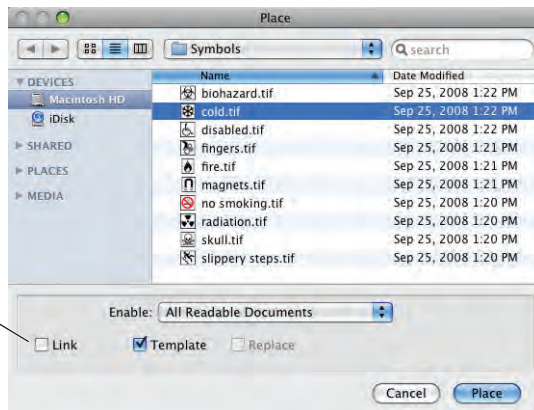 Place
Symbols
search
DEVICES
Macintosh HD
iDisk
SHARED
PLACES
MEDIA
Name Date Modified
biohazard.tif Sep 25, 2008 1:22 PM
cold.tif Sep 25, 2008 1:22 PM
disabled.tif Sep 25, 2008 1:22 PM
fingers.tif Sep 25, 2008 1:21 PM
fire.tif Sep 25, 2008 1:21 PM
magnets.tif Sep 25, 2008 1:21 PM
no smoking.tif Sep 25, 2008 1:20 PM
radiation.tif Sep 25, 2008 1:20 PM
skull.tif Sep 25, 2008 1:20 PM
slippery steps.tif Sep 25, 2008 1:20 PM
Enable: All Readable Documents
Link Template Replace
Cancel Place